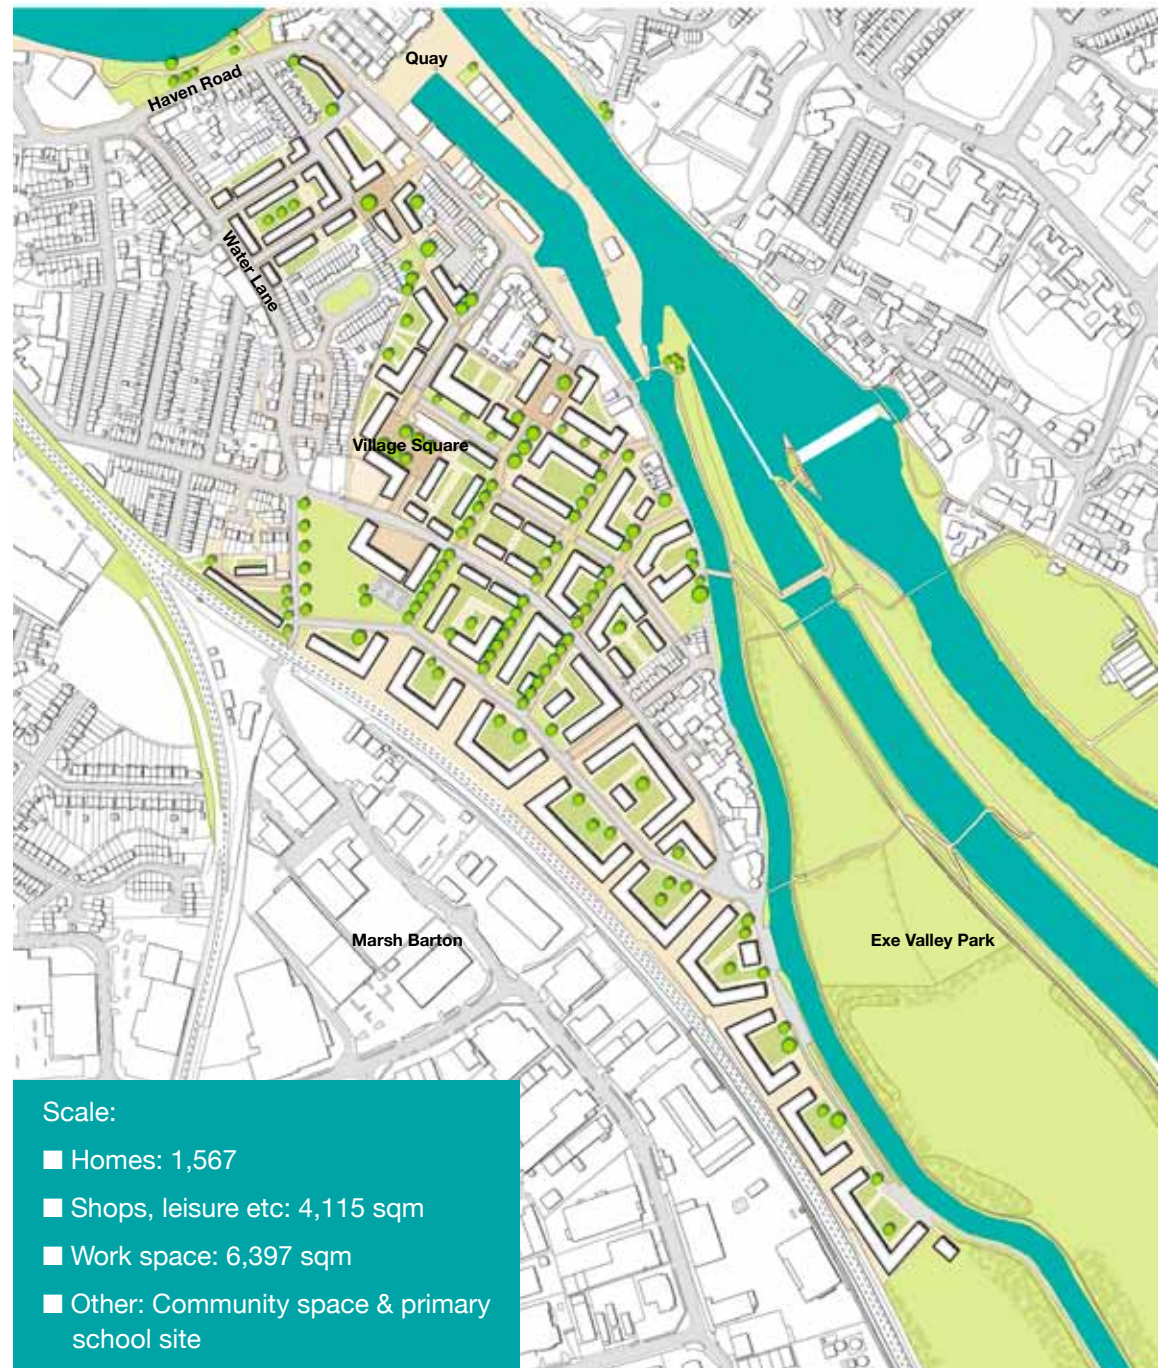 Quay
Haven Road
Water Lane
Village Square
Marsh Barton
Exe Valley Park
Scale:
■ Homes: 1,567
■ Shops, leisure etc: 4,115 sqm
■ Work space: 6,397 sqm
■ Other: Community space & primary
school site